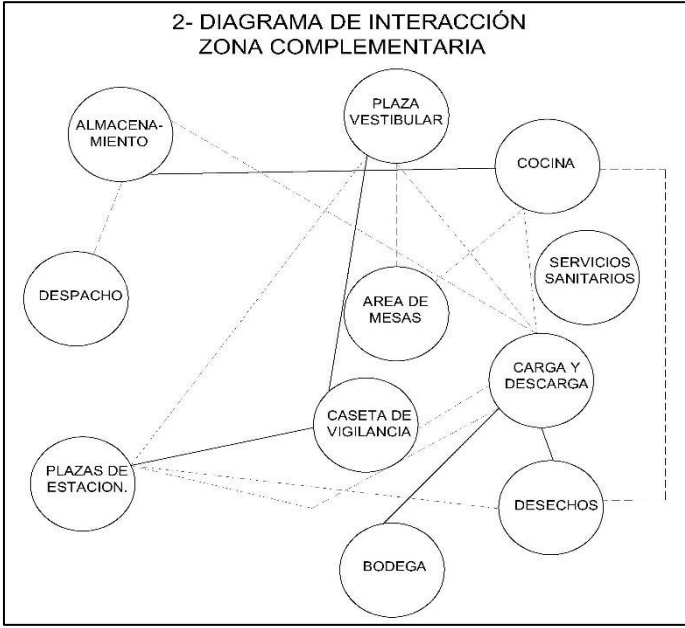 2- DIAGRAMA DE INTERACCIÓN
ZONA COMPLEMENTARIA
PLAZA
VESTIBULAR
ALMACENA-
MIENTO
COCINA
SERVICIOS
SANITARIOS
DESPACHO
AREA DE
MESAS
CARGA Y
DESCARGA
CASETA DE
VIGILANCIA
PLAZAS DE
ESTACION.
DESECHOS
BODEGA